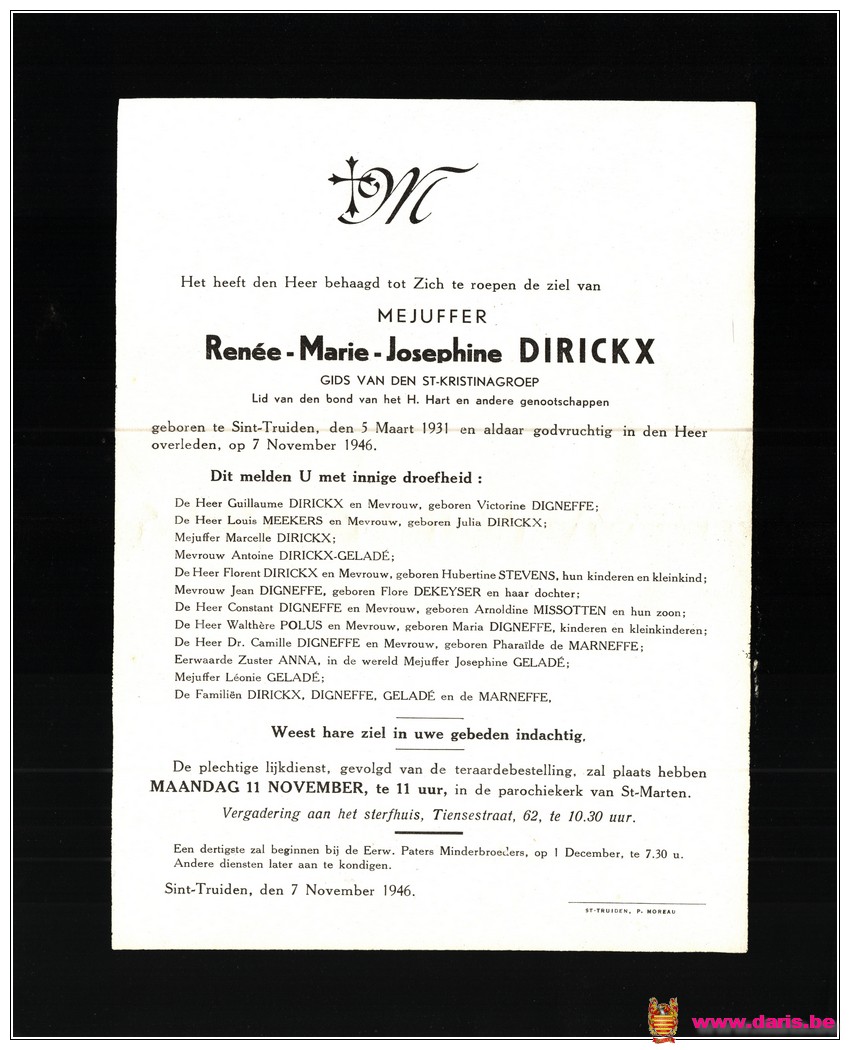 M
Het heeft den Heer behaagd tot Zich te roepen de ziel van
MEJUFFER
Renée - Marie - Josephine DIRICKX
GIDS VAN DEN ST-KRISTINAGROEP
Lid van den bond van het H. Hart en andere genootschappen
geboren te Sint-Truiden, den 5 Maart 1931 en aldaar godvruchtig in den Heer
overleden, op 7 November 1946.
Dit melden U met innige droefheid :
De Heer Guillaume DIRICKX en Mevrouw, geboren Victorine DIGNEFFE;
De Heer Louis MEEKERS en Mevrouw, geboren Julia DIRICKX;
Mejuffer Marcelle DIRICKX;
Mevrouw Antoine DIRICKX-GELADÉ;
De Heer Florent DIRICKX en Mevrouw, geboren Hubertine STEVENS, hun kinderen en kleinkind;
Mevrouw Jean DIGNEFFE, geboren Flore DEKEYSER en haar dochter;
De Heer Constant DIGNEFFE en Mevrouw, geboren Arnoldine MISSOTTEN en hun zoon;
De Heer Walthère POLUS en Mevrouw, geboren Maria DIGNEFFE, kinderen en kleinkinderen;
De Heer Dr. Camille DIGNEFFE en Mevrouw, geboren Pharaïlde de MARNEFFE;
Eerwaarde Zuster ANNA, in de wereld Mejuffer Josephine GELADÉ;
Mejuffer Léonie GELADÉ;
De Familiën DIRICKX, DIGNEFFE, GELADÉ en de MARNEFFE,
Weest hare ziel in uwe gebeden indachtig.
De plechtige lijkdienst, gevolgd van de teraardebestelling, zal plaats hebben
MAANDAG 11 NOVEMBER, te 11 uur, in de parochiekerk van St-Marten.
Vergadering aan het sterfhuis, Tiensestraat, 62, te 10.30 uur.
Een dertigste zal beginnen bij de Eerw. Paters Minderbroeders, op 1 December, te 7.30 u.
Andere diensten later aan te kondigen.
Sint-Truiden, den 7 November 1946.
ST-TRUIDEN, P. MOREAU
www.daris.be